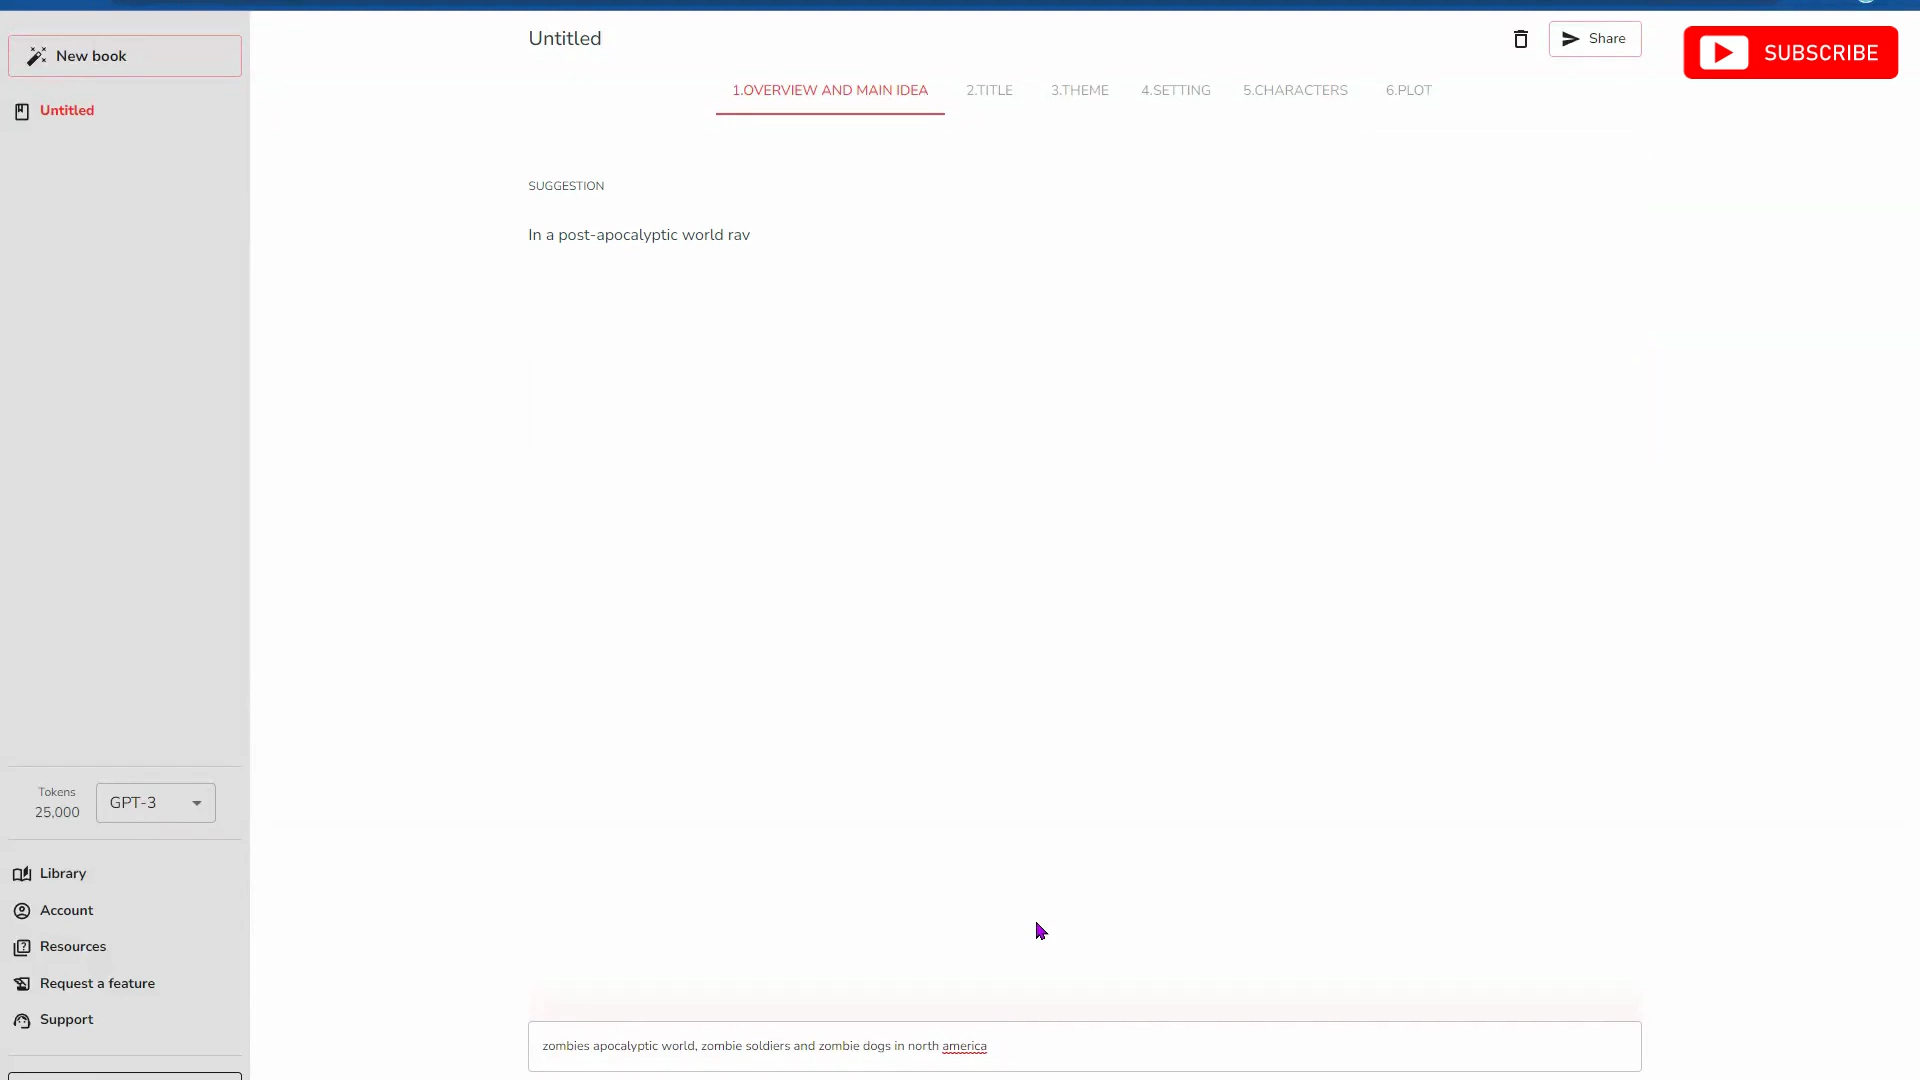 New book
Untitled
Tokens
25,000
GPT-3
Library
Account
Resources
Request a feature
Support
Untitled
Share
SUBSCRIBE
1.OVERVIEW AND MAIN IDEA
2.TITLE
3.THEME
4.SETTING
5.CHARACTERS
6.PLOT
SUGGESTION
In a post-apocalyptic world rav
zombies apocalyptic world, zombie soldiers and zombie dogs in north america